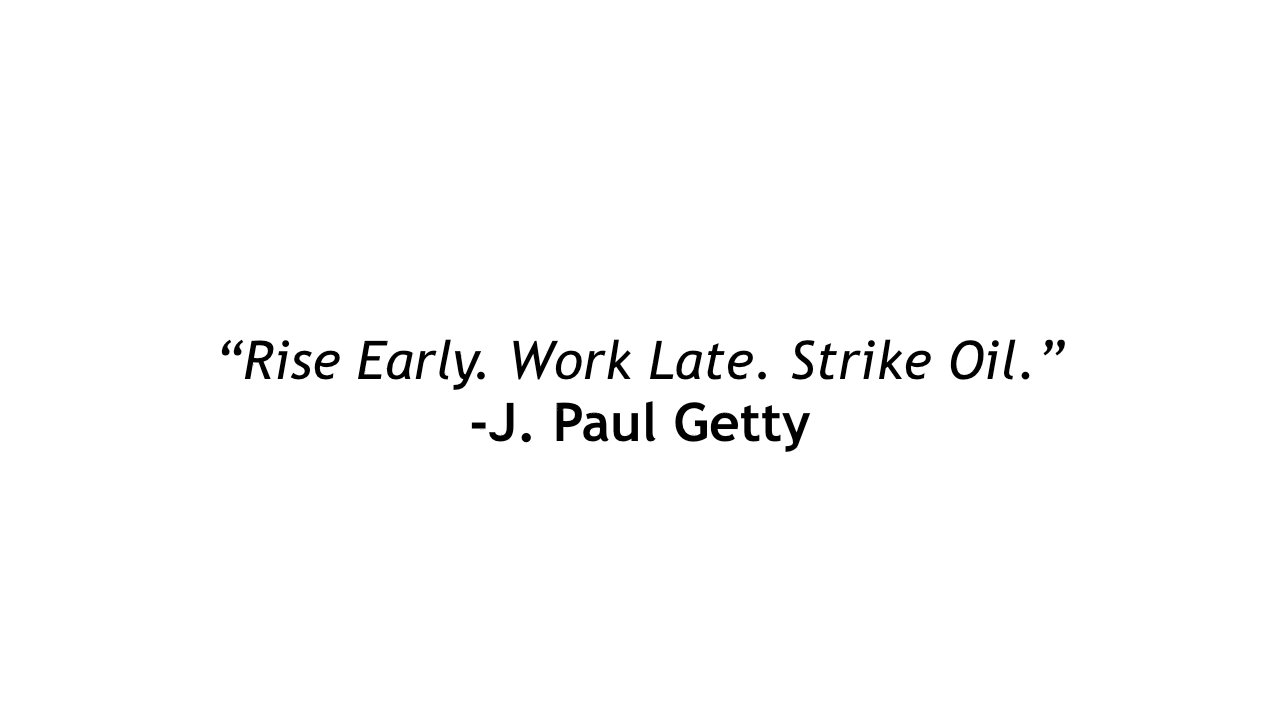 “Rise Early. Work Late. Strike Oil.”
-J. Paul Getty